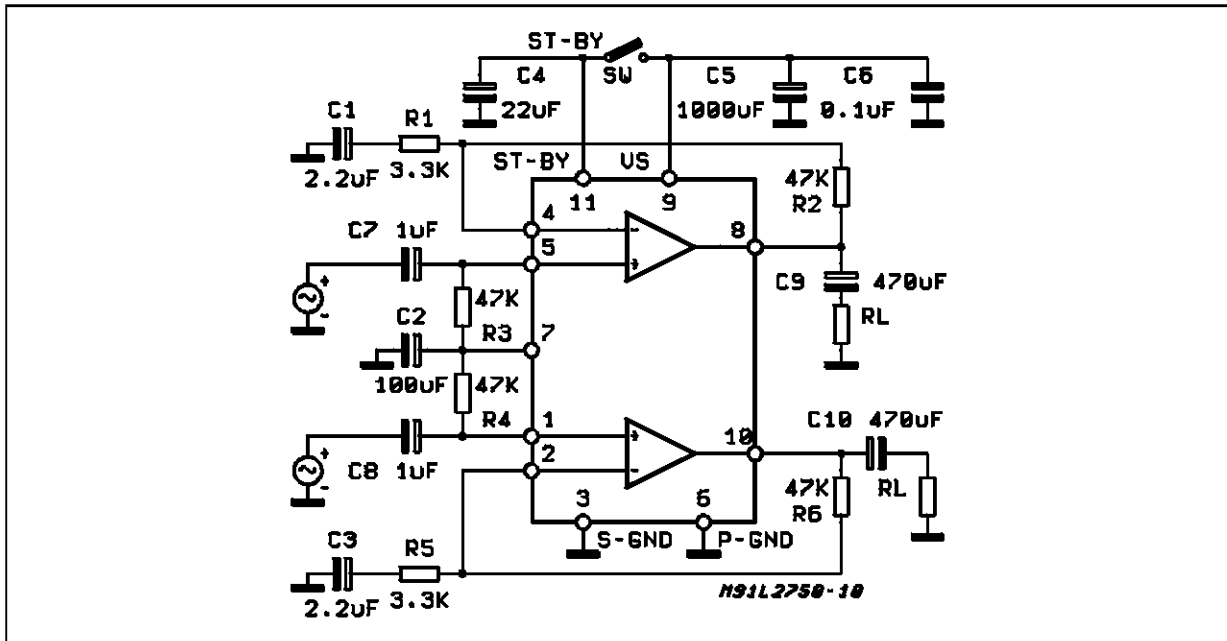 ST-BY
SW
C4
22uF
C5
1000uF
C6
0.1uF
C1
2.2uF
R1
3.3K
ST-BY
VS
11
9
47K
R2
4
5
8
C7 1uF
47K
R3
C2
100uF
7
C9 470uF
RL
47K
R4
1
2
10
C10 470uF
C8 1uF
47K
R6
RL
3
6
S-GND
P-GND
C3
2.2uF
R5
3.3K
M91L2750-10